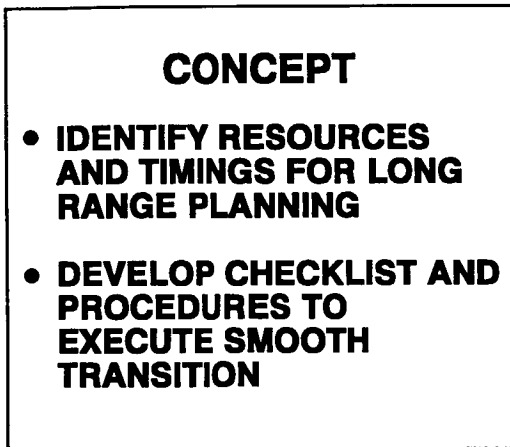 CONCEPT
• IDENTIFY RESOURCES
AND TIMINGS FOR LONG
RANGE PLANNING
• DEVELOP CHECKLIST AND
PROCEDURES TO
EXECUTE SMOOTH
TRANSITION